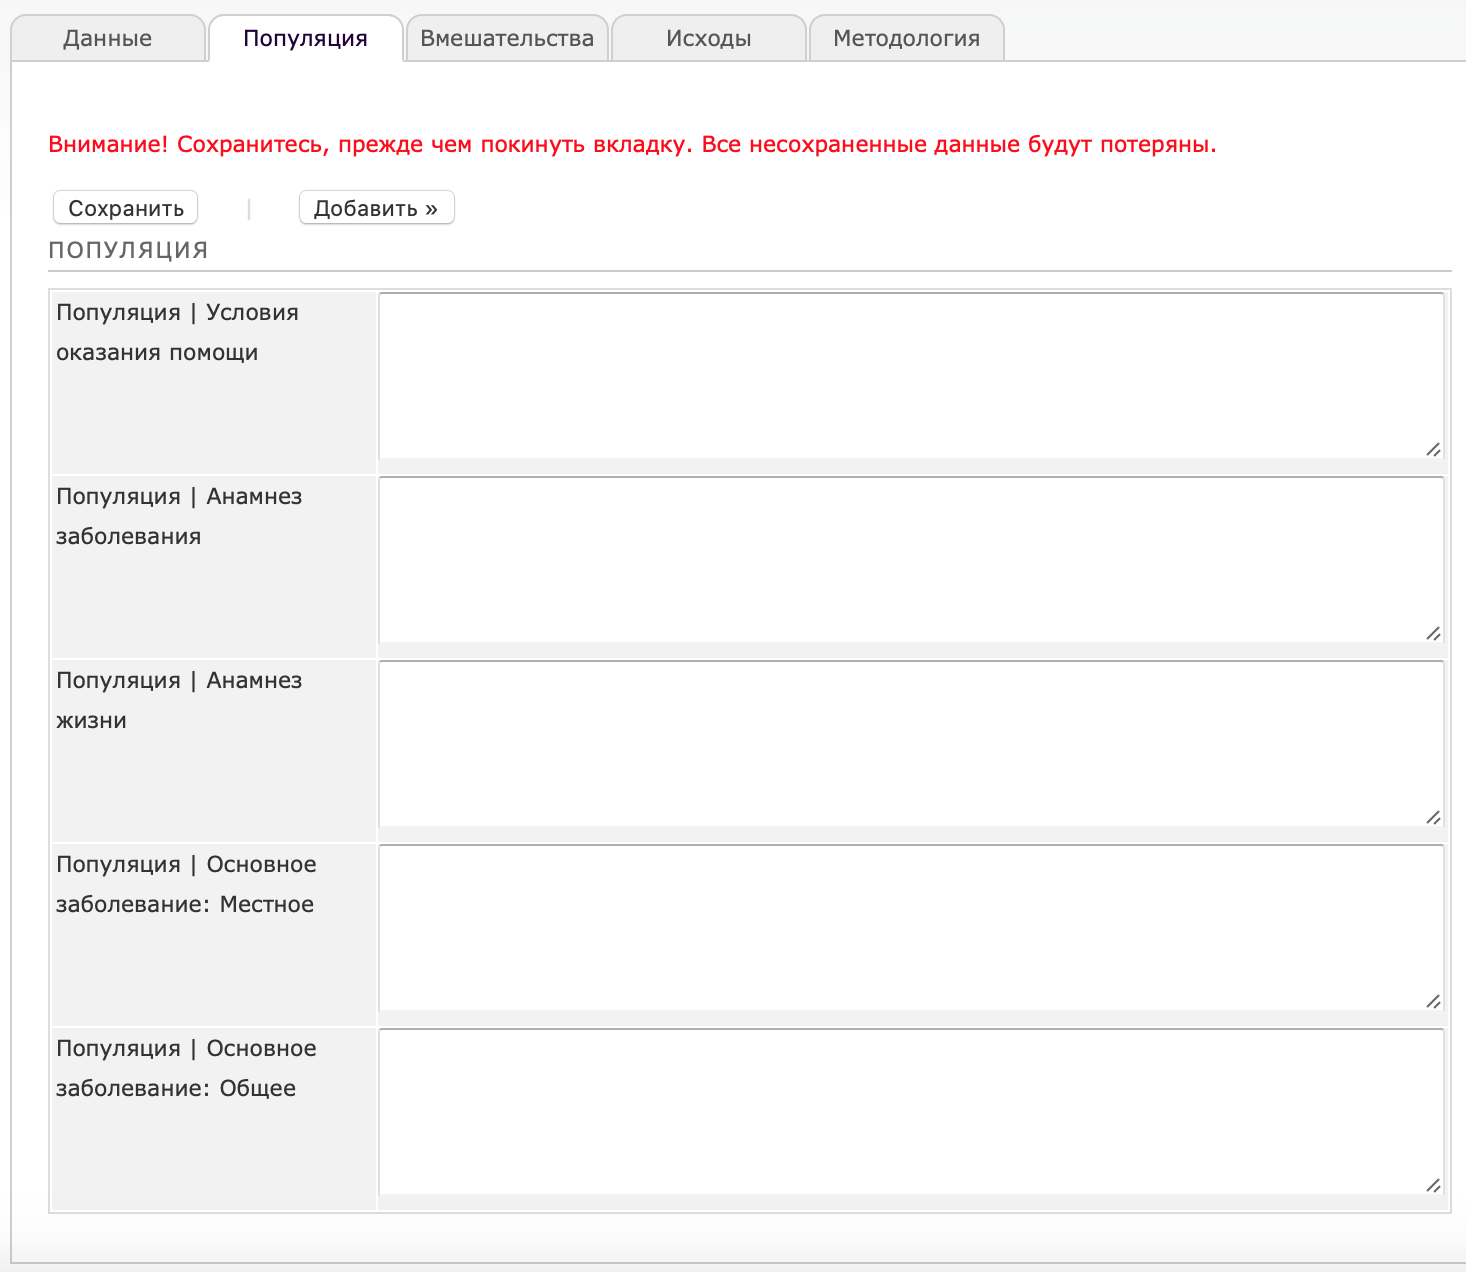 Данные
Популяция
Вмешательства
Исходы
Методология
Внимание! Сохранитесь, прежде чем покинуть вкладку. Все несохраненные данные будут потеряны.
Сохранить | Добавить »
ПОПУЛЯЦИЯ
Популяция | Условия
оказания помощи
Популяция | Анамнез
заболевания
Популяция | Анамнез
жизни
Популяция | Основное
заболевание: Местное
Популяция | Основное
заболевание: Общее